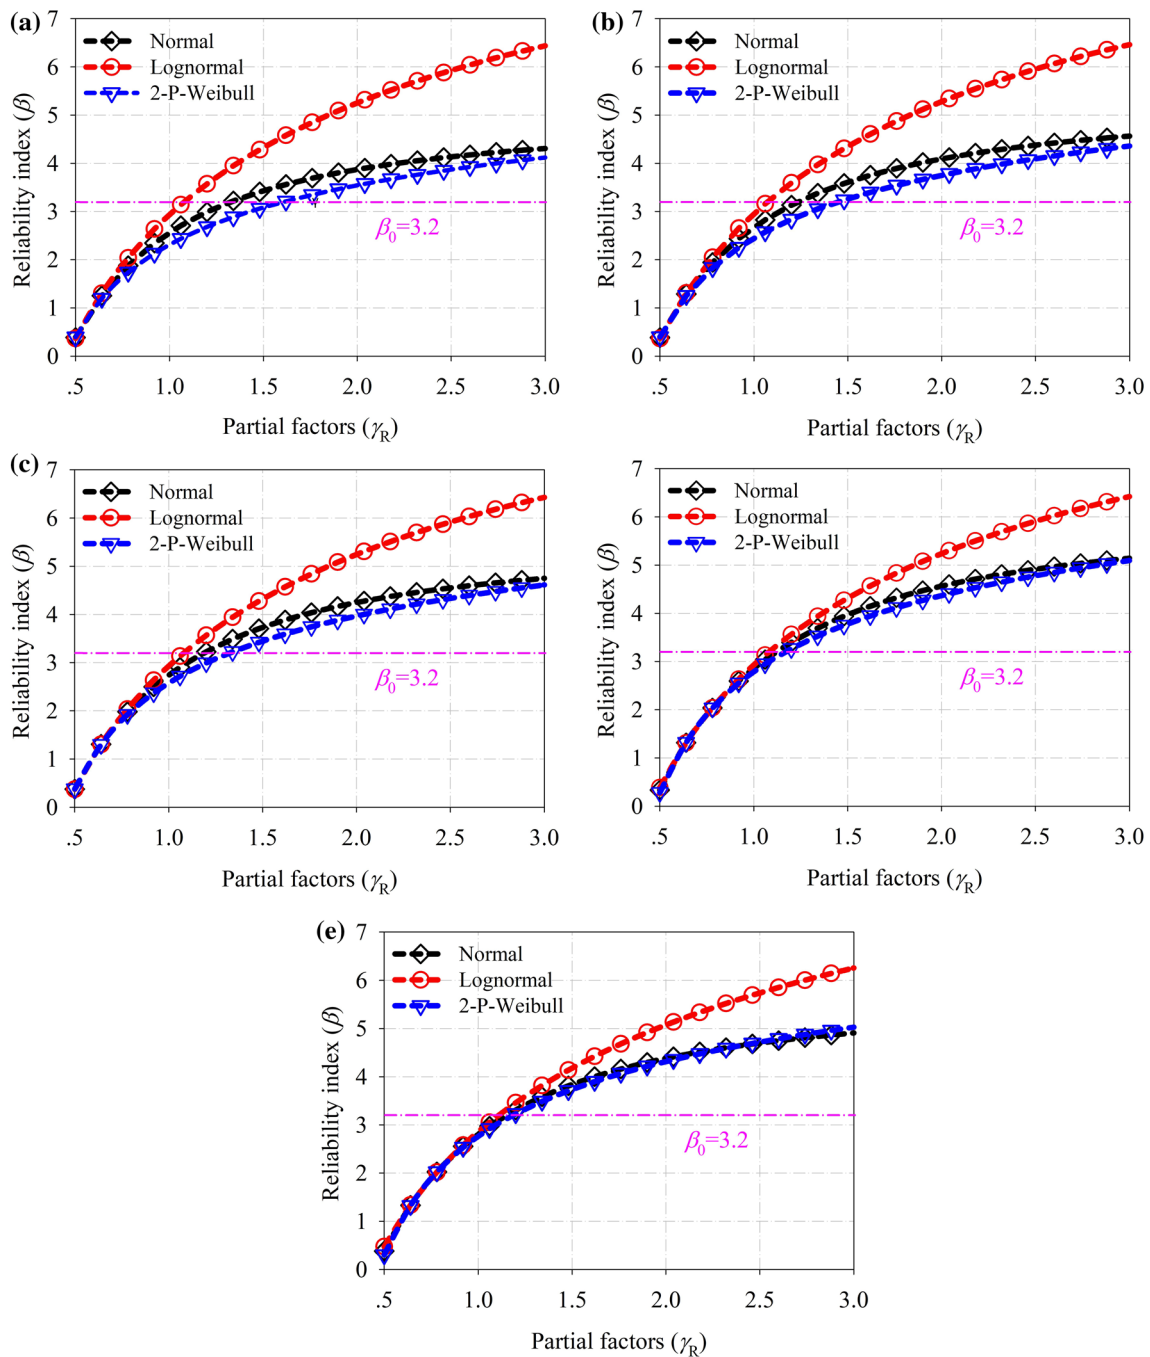 (a)
7
6
5
4
3
2
1
0
Reliability index (β)
Normal
Lognormal
2-P-Weibull
β0=3.2
.5 1.0 1.5 2.0 2.5 3.0
Partial factors (γR)
(b)
7
6
5
4
3
2
1
0
Reliability index (β)
Normal
Lognormal
2-P-Weibull
β0=3.2
.5 1.0 1.5 2.0 2.5 3.0
Partial factors (γR)
(c)
7
6
5
4
3
2
1
0
Reliability index (β)
Normal
Lognormal
2-P-Weibull
β0=3.2
.5 1.0 1.5 2.0 2.5 3.0
Partial factors (γR)
7
6
5
4
3
2
1
0
Reliability index (β)
Normal
Lognormal
2-P-Weibull
β0=3.2
.5 1.0 1.5 2.0 2.5 3.0
Partial factors (γR)
(e)
7
6
5
4
3
2
1
0
Reliability index (β)
Normal
Lognormal
2-P-Weibull
β0=3.2
.5 1.0 1.5 2.0 2.5 3.0
Partial factors (γR)